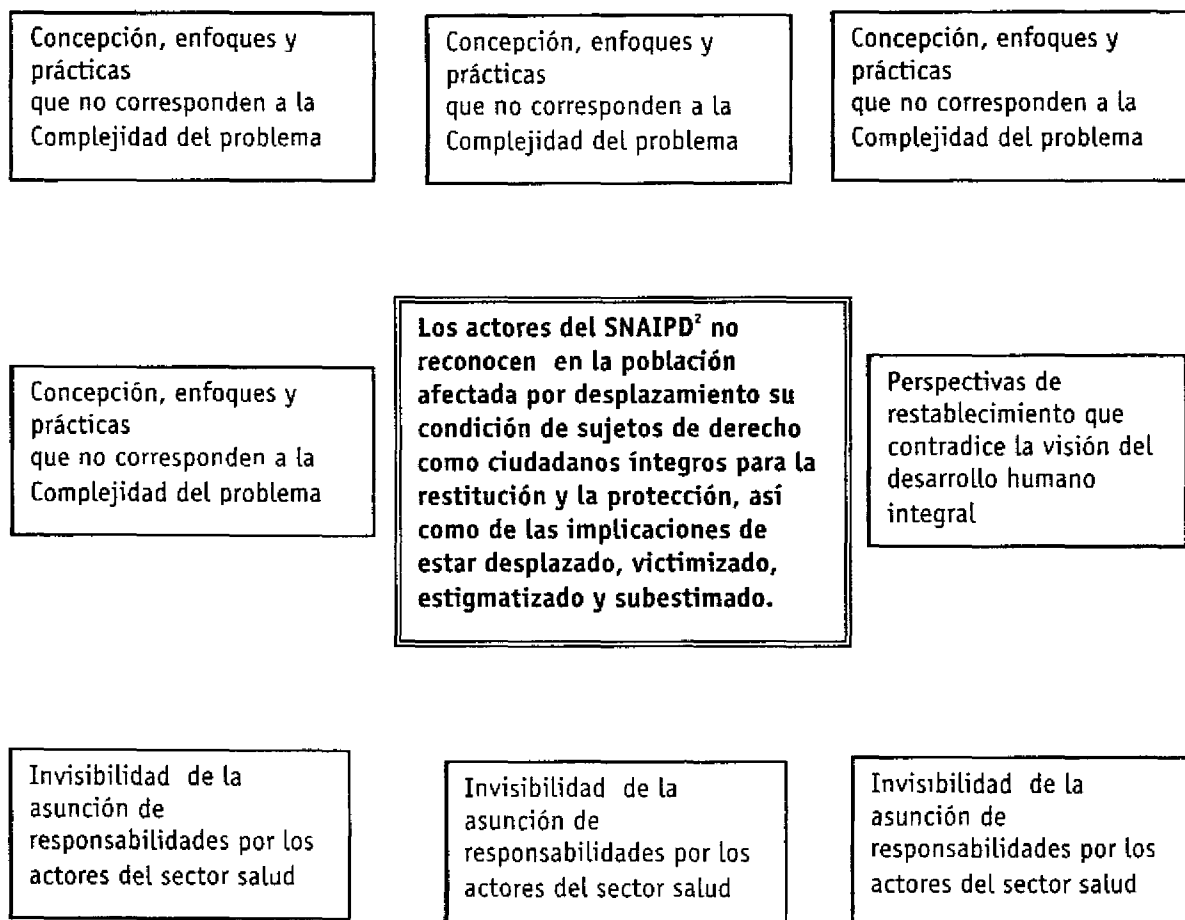 Concepción, enfoques y
prácticas
que no corresponden a la
Complejidad del problema
Concepción, enfoques y
prácticas
que no corresponden a la
Complejidad del problema
Concepción, enfoques y
prácticas
que no corresponden a la
Complejidad del problema
Concepción, enfoques y
prácticas
que no corresponden a la
Complejidad del problema
Los actores del SNAIPD² no
reconocen en la población
afectada por desplazamiento su
condición de sujetos de derecho
como ciudadanos íntegros para la
restitución y la protección, así
como de las implicaciones de
estar desplazado, victimizado,
estigmatizado y subestimado.
Perspectivas de
restablecimiento que
contradice la visión del
desarrollo humano
integral
Invisibilidad de la
asunción de
responsabilidades por los
actores del sector salud
Invisibilidad de la
asunción de
responsabilidades por los
actores del sector salud
Invisibilidad de la
asunción de
responsabilidades por los
actores del sector salud